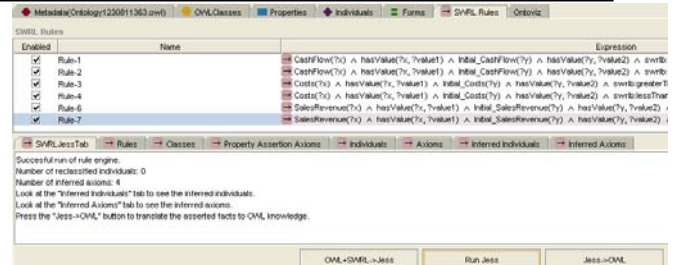 Metadata(Ontology1230811363.owl) OWLClasses Properties Individuals Forms SWRL Rules Ontoviz
SWRL Rules
Enabled Name Expression
Rule-1 CashFlow(?x) ∧ hasValue(?x, ?value1) ∧ Initial_CashFlow(?y) ∧ hasValue(?y, ?value2) ∧ swrlb:
Rule-2 CashFlow(?x) ∧ hasValue(?x, ?value1) ∧ Initial_CashFlow(?y) ∧ hasValue(?y, ?value2) ∧ swrlb:
Rule-3 Costs(?x) ∧ hasValue(?x, ?value1) ∧ Initial_Costs(?y) ∧ hasValue(?y, ?value2) ∧ swrlb:greaterT
Rule-4 Costs(?x) ∧ hasValue(?x, ?value1) ∧ Initial_Costs(?y) ∧ hasValue(?y, ?value2) ∧ swrlb:lessThan
Rule-6 SalesRevenue(?x) ∧ hasValue(?x, ?value1) ∧ Initial_SalesRevenue(?y) ∧ hasValue(?y, ?value2) ∧
Rule-7 SalesRevenue(?x) ∧ hasValue(?x, ?value1) ∧ Initial_SalesRevenue(?y) ∧ hasValue(?y, ?value2) ∧
SWRLJessTab Rules Classes Property Assertion Axioms Individuals Axioms Inferred Individuals Inferred Axioms
Succesful run of rule engine.
Number of reclassified individuals: 0
Number of inferred axioms: 4
Look at the "Inferred Individuals" tab to see the inferred individuals.
Look at the "Inferred Axioms" tab to see the inferred axioms.
Press the "Jess->OWL" button to translate the asserted facts to OWL knowledge.
OWL+SWRL->Jess Run Jess Jess->OWL